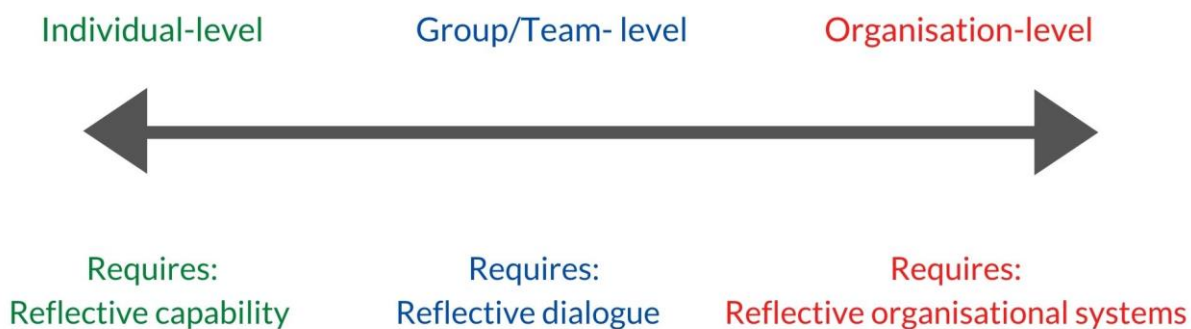 Individual-level
Group/Team- level
Organisation-level
Requires:
Reflective capability
Requires:
Reflective dialogue
Requires:
Reflective organisational systems